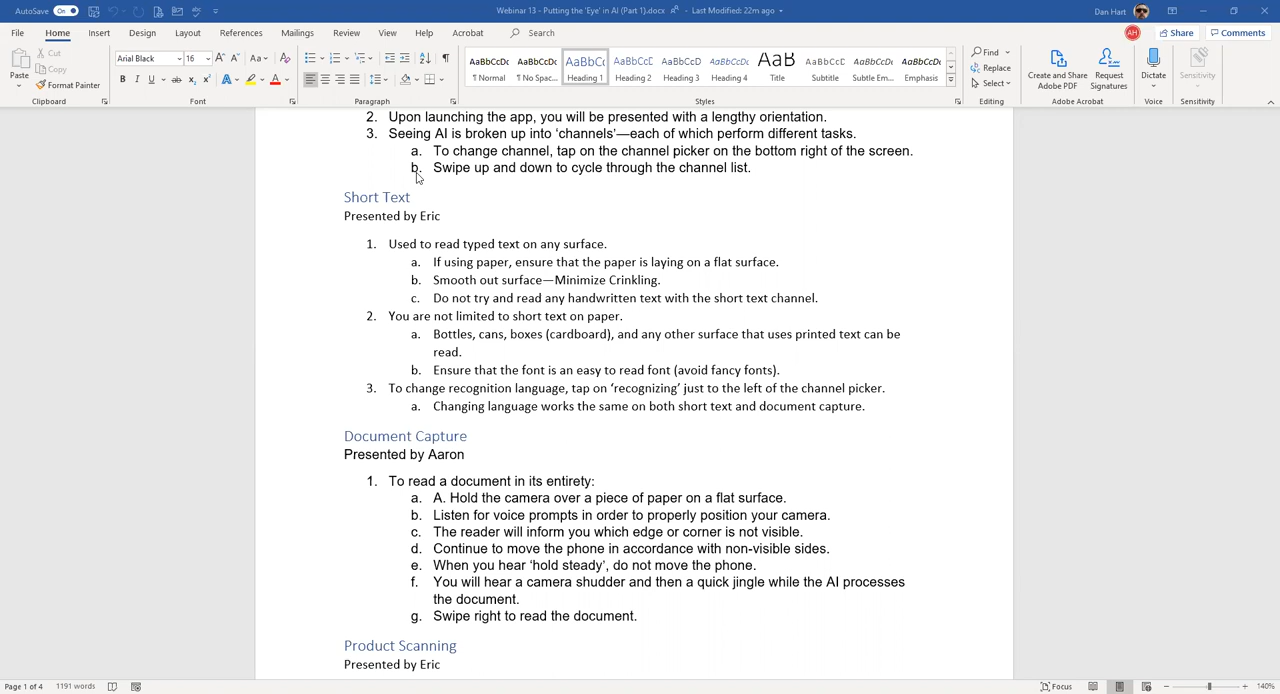 AutoSave On Webinar 13 - Putting the 'Eye' in AI (Part 1).docx - Last Modified: 22m ago Dan Hart
File Home Insert Design Layout References Mailings Review View Help Acrobat Search AH Share Comments
Paste Cut Copy Format Painter Clipboard
Arial Black 16 Font
Paragraph
AaBbCcDc ¶ Normal AaBbCcDc ¶ No Spac... AaBbCc Heading 1 AaBbCcC Heading 2 AaBbCcDc Heading 3 AaBbCcDc Heading 4 AaB Title AaBbCcD Subtitle AaBbCcDc Subtle Em... AaBbCcDc Emphasis Styles
Find Replace Select Editing
Create and Share Adobe PDF Request Signatures Adobe Acrobat
Dictate Voice
Sensitivity Sensitivity
2. Upon launching the app, you will be presented with a lengthy orientation.
3. Seeing AI is broken up into 'channels'—each of which perform different tasks.
a. To change channel, tap on the channel picker on the bottom right of the screen.
b. Swipe up and down to cycle through the channel list.
Short Text
Presented by Eric
1. Used to read typed text on any surface.
a. If using paper, ensure that the paper is laying on a flat surface.
b. Smooth out surface—Minimize Crinkling.
c. Do not try and read any handwritten text with the short text channel.
2. You are not limited to short text on paper.
a. Bottles, cans, boxes (cardboard), and any other surface that uses printed text can be
read.
b. Ensure that the font is an easy to read font (avoid fancy fonts).
3. To change recognition language, tap on 'recognizing' just to the left of the channel picker.
a. Changing language works the same on both short text and document capture.
Document Capture
Presented by Aaron
1. To read a document in its entirety:
a. A. Hold the camera over a piece of paper on a flat surface.
b. Listen for voice prompts in order to properly position your camera.
c. The reader will inform you which edge or corner is not visible.
d. Continue to move the phone in accordance with non-visible sides.
e. When you hear 'hold steady', do not move the phone.
f. You will hear a camera shudder and then a quick jingle while the AI processes
the document.
g. Swipe right to read the document.
Product Scanning
Presented by Eric
Page 1 of 4 1191 words Focus 140%